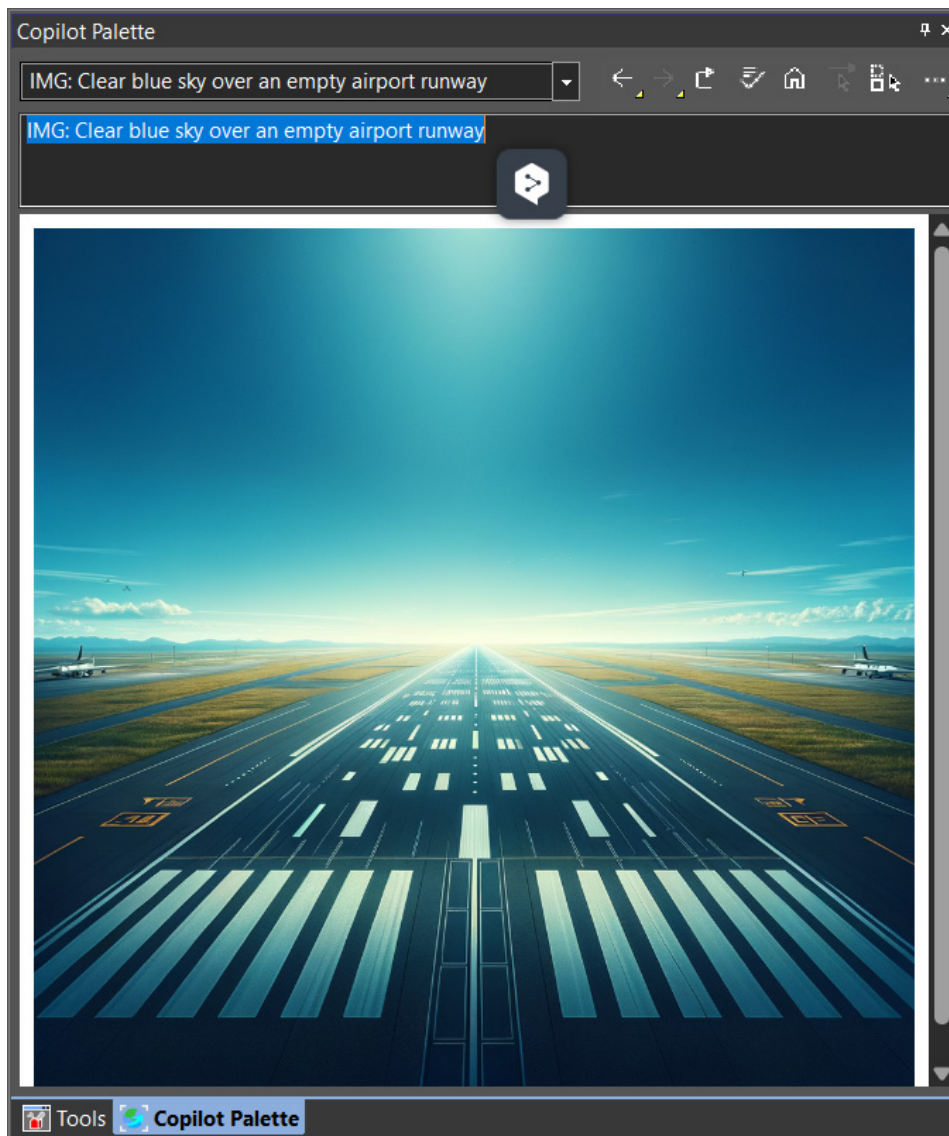 Copilot Palette
IMG: Clear blue sky over an empty airport runway
IMG: Clear blue sky over an empty airport runway
Tools
Copilot Palette